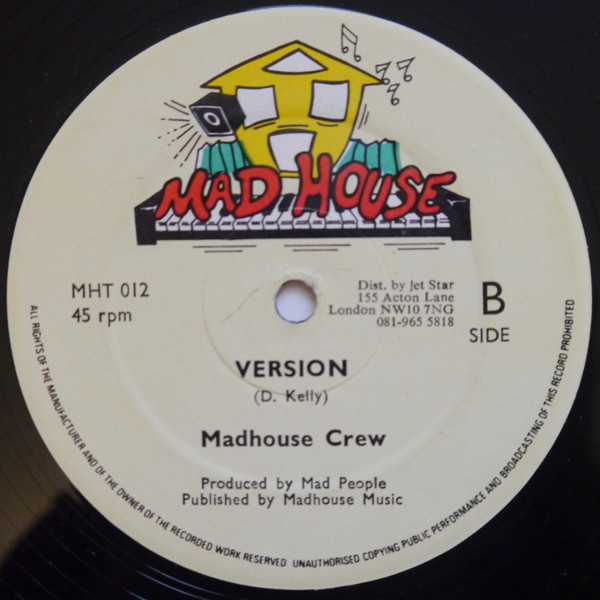 MAD HOUSE
MHT 012
45 rpm
Dist. by Jet Star
155 Acton Lane
London NW10 7NG
081-965 5818
B
SIDE
VERSION
(D. Kelly)
Madhouse Crew
Produced by Mad People
Published by Madhouse Music
ALL RIGHTS OF THE MANUFACTURER AND OF THE OWNER OF THE RECORDED WORK RESERVED UNAUTHORISED COPYING PUBLIC PERFORMANCE AND BROADCASTING OF THIS RECORD PROHIBITED